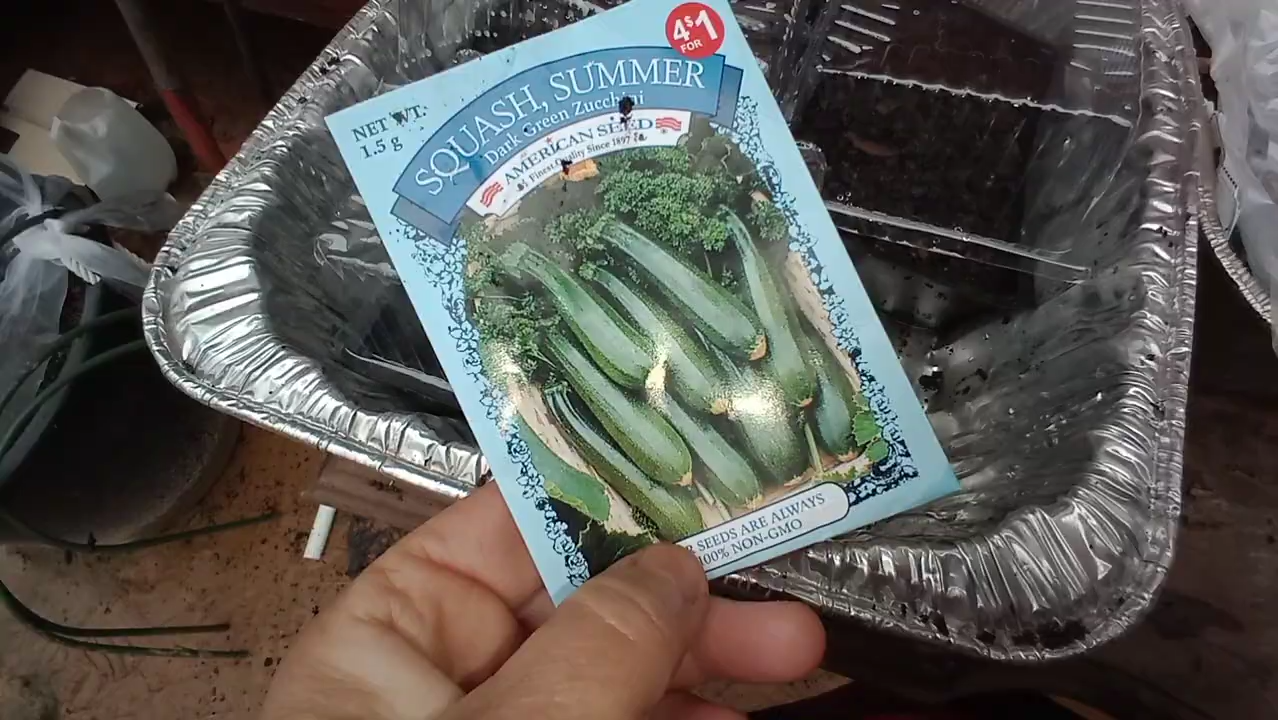 4 $ 1
FOR
SQUASH, SUMMER
Dark Green Zucchini
NET WT.
1.5 g
AMERICAN SEED
Finest Quality Since 1897
SEEDS ARE ALWAYS
100% NON-GMO